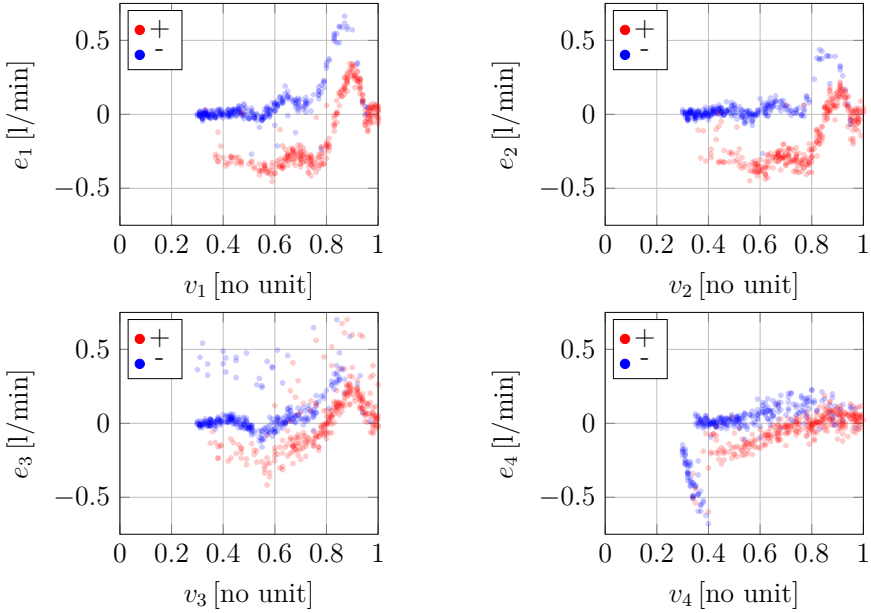 +
-
0.5
0
−0.5
e1 [l/min]
0 0.2 0.4 0.6 0.8 1
v1 [no unit]
+
-
0.5
0
−0.5
e2 [l/min]
0 0.2 0.4 0.6 0.8 1
v2 [no unit]
+
-
0.5
0
−0.5
e3 [l/min]
0 0.2 0.4 0.6 0.8 1
v3 [no unit]
+
-
0.5
0
−0.5
e4 [l/min]
0 0.2 0.4 0.6 0.8 1
v4 [no unit]